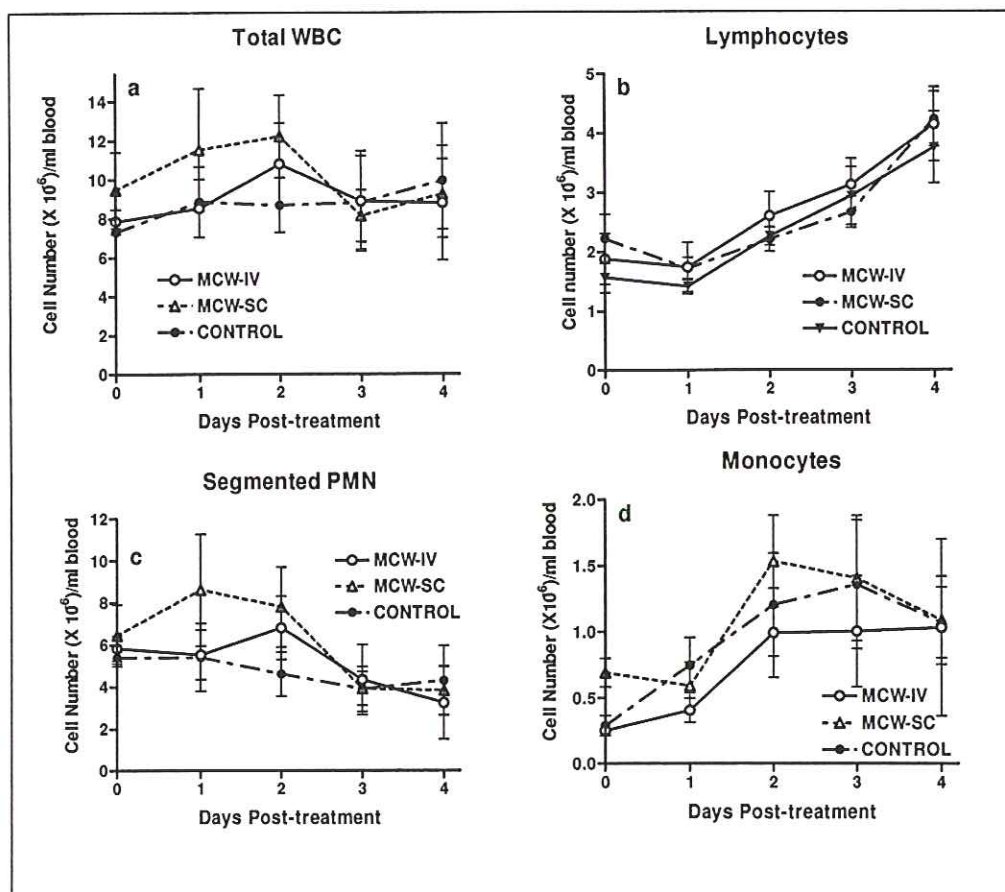 Total WBC
a
Cell Number (X 10⁶)/ml blood
14
12
10
8
6
4
2
0
MCW-IV
MCW-SC
CONTROL
0 1 2 3 4
Days Post-treatment
Lymphocytes
b
Cell number (X 10⁶)/ml blood
5
4
3
2
1
0
MCW-IV
MCW-SC
CONTROL
0 1 2 3 4
Days Post-treatment
Segmented PMN
c
Cell Number (X 10⁶)/ml blood
12
10
8
6
4
2
0
MCW-IV
MCW-SC
CONTROL
0 1 2 3 4
Days Post-treatment
Monocytes
d
Cell Number (X10⁶)/ml blood
2.0
1.5
1.0
0.5
0.0
MCW-IV
MCW-SC
CONTROL
0 1 2 3 4
Days Post-treatment